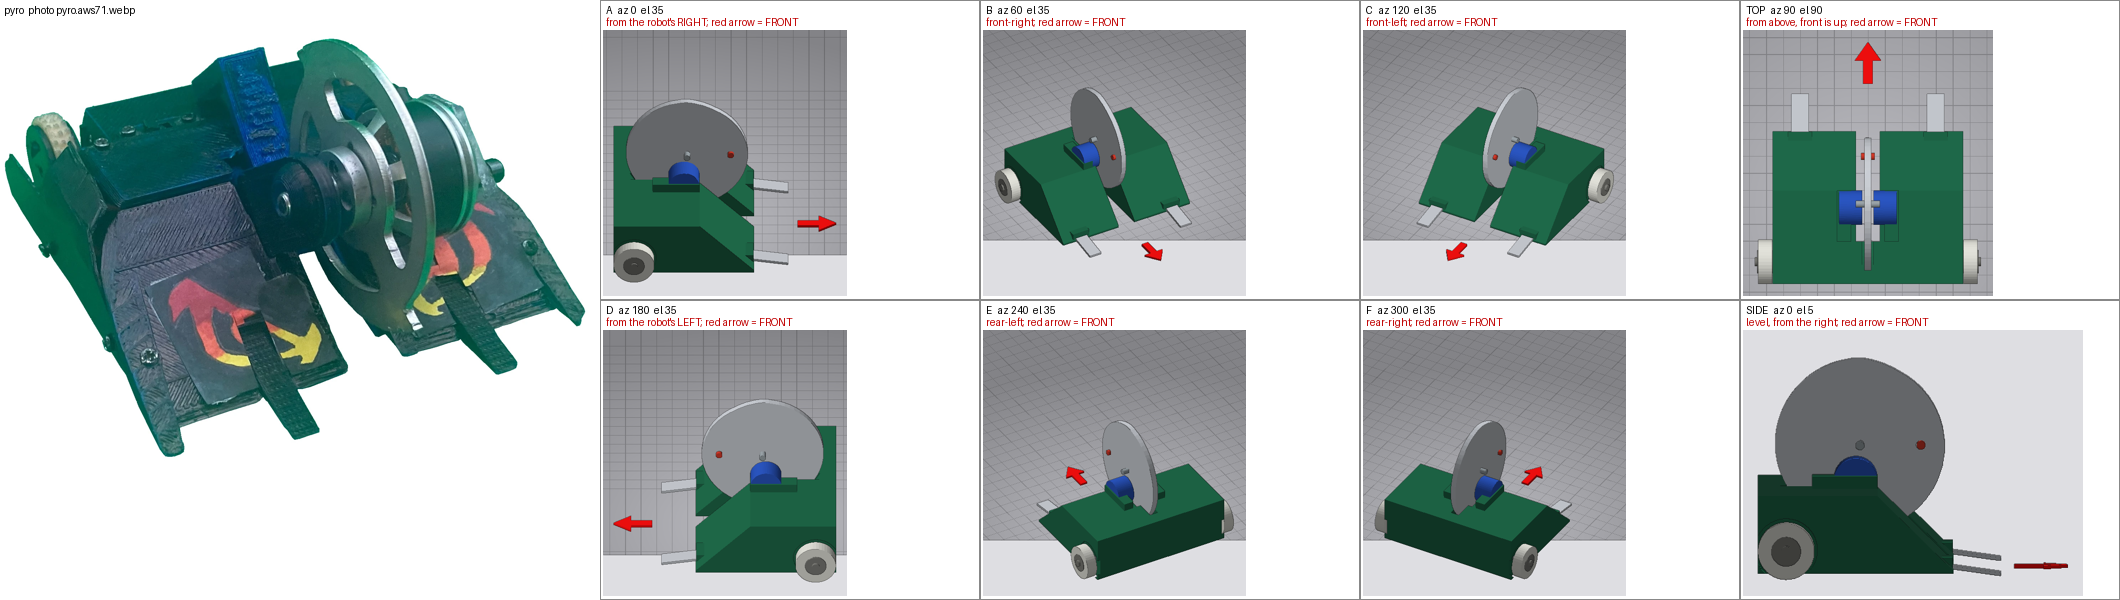 pyro photo pyro.aws71.webp
A az 0 el 35
from the robot's RIGHT; red arrow = FRONT
B az 60 el 35
front-right; red arrow = FRONT
C az 120 el 35
front-left; red arrow = FRONT
TOP az 90 el 90
from above, front is up; red arrow = FRONT
D az 180 el 35
from the robot's LEFT; red arrow = FRONT
E az 240 el 35
rear-left; red arrow = FRONT
F az 300 el 35
rear-right; red arrow = FRONT
SIDE az 0 el 5
level, from the right; red arrow = FRONT